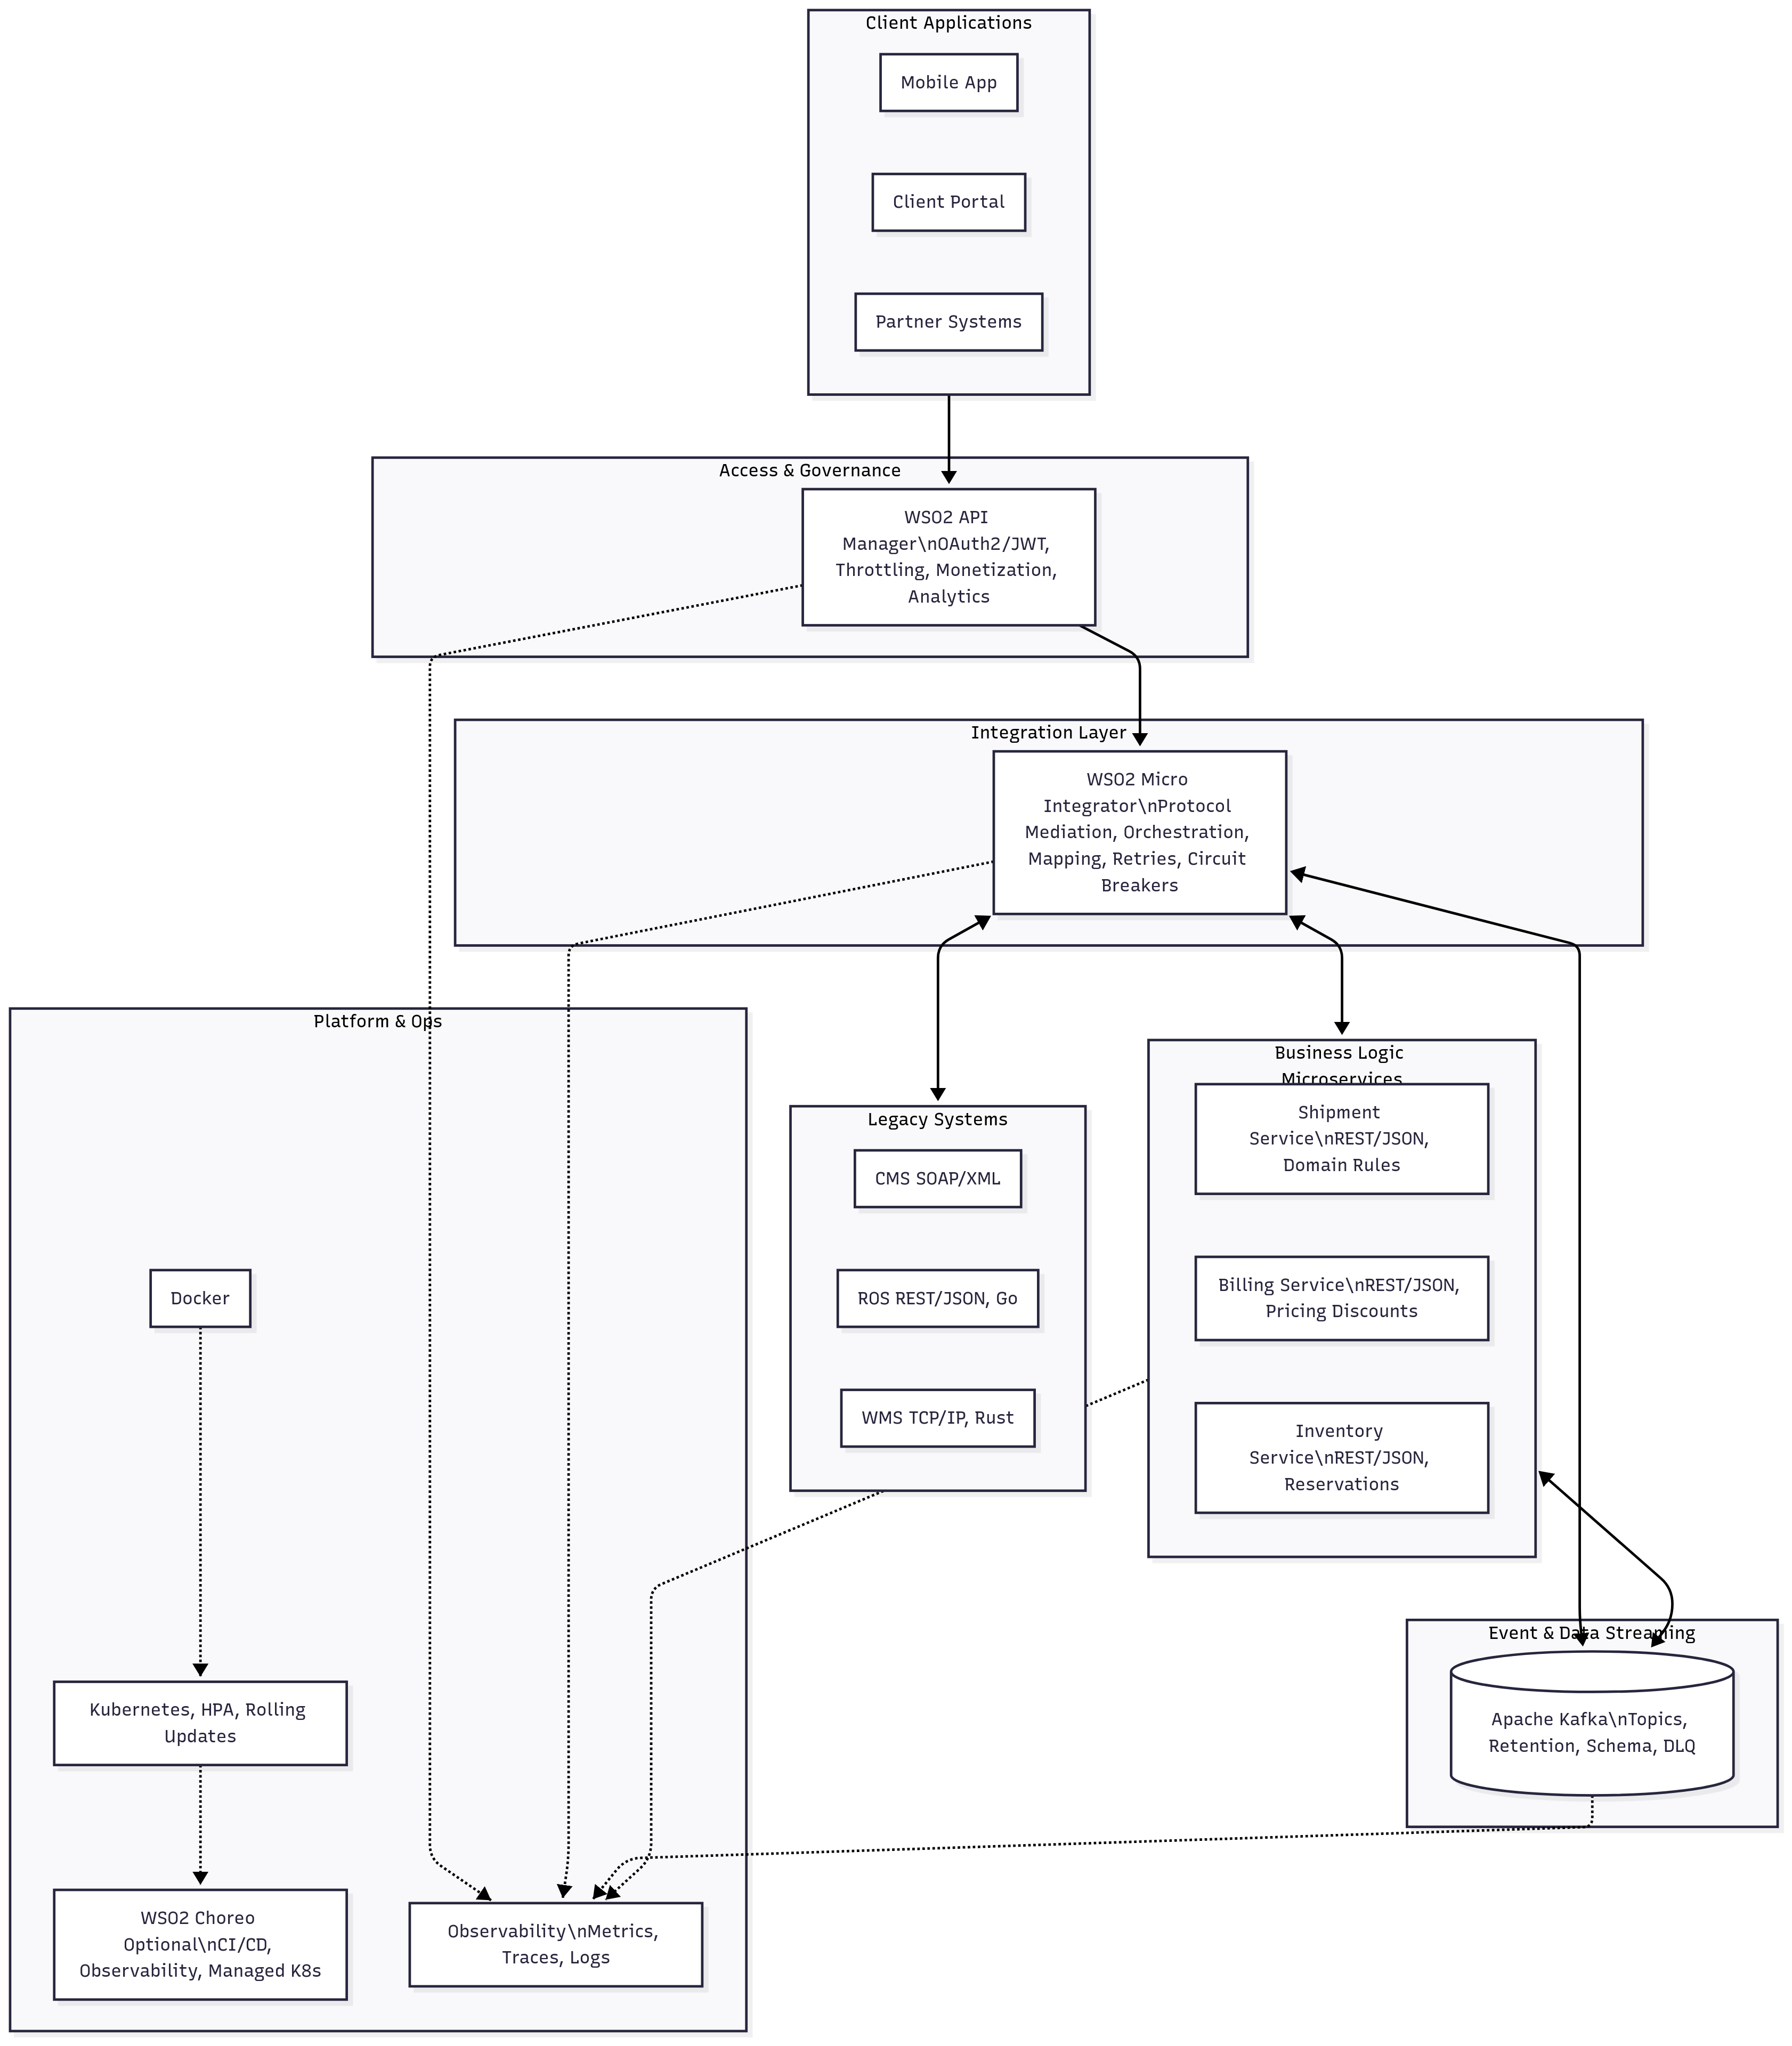 Client Applications
Mobile App
Client Portal
Partner Systems
Access & Governance
WSO2 API
Manager\nOAuth2/JWT,
Throttling, Monetization,
Analytics
Integration Layer
WSO2 Micro
Integrator\nProtocol
Mediation, Orchestration,
Mapping, Retries, Circuit
Breakers
Platform & Ops
Docker
Kubernetes, HPA, Rolling
Updates
WSO2 Choreo
Optional\nCI/CD,
Observability, Managed K8s
Observability\nMetrics,
Traces, Logs
Legacy Systems
CMS SOAP/XML
ROS REST/JSON, Go
WMS TCP/IP, Rust
Business Logic
Microservices
Shipment
Service\nREST/JSON,
Domain Rules
Billing Service\nREST/JSON,
Pricing Discounts
Inventory
Service\nREST/JSON,
Reservations
Event & Data Streaming
Apache Kafka\nTopics,
Retention, Schema, DLQ